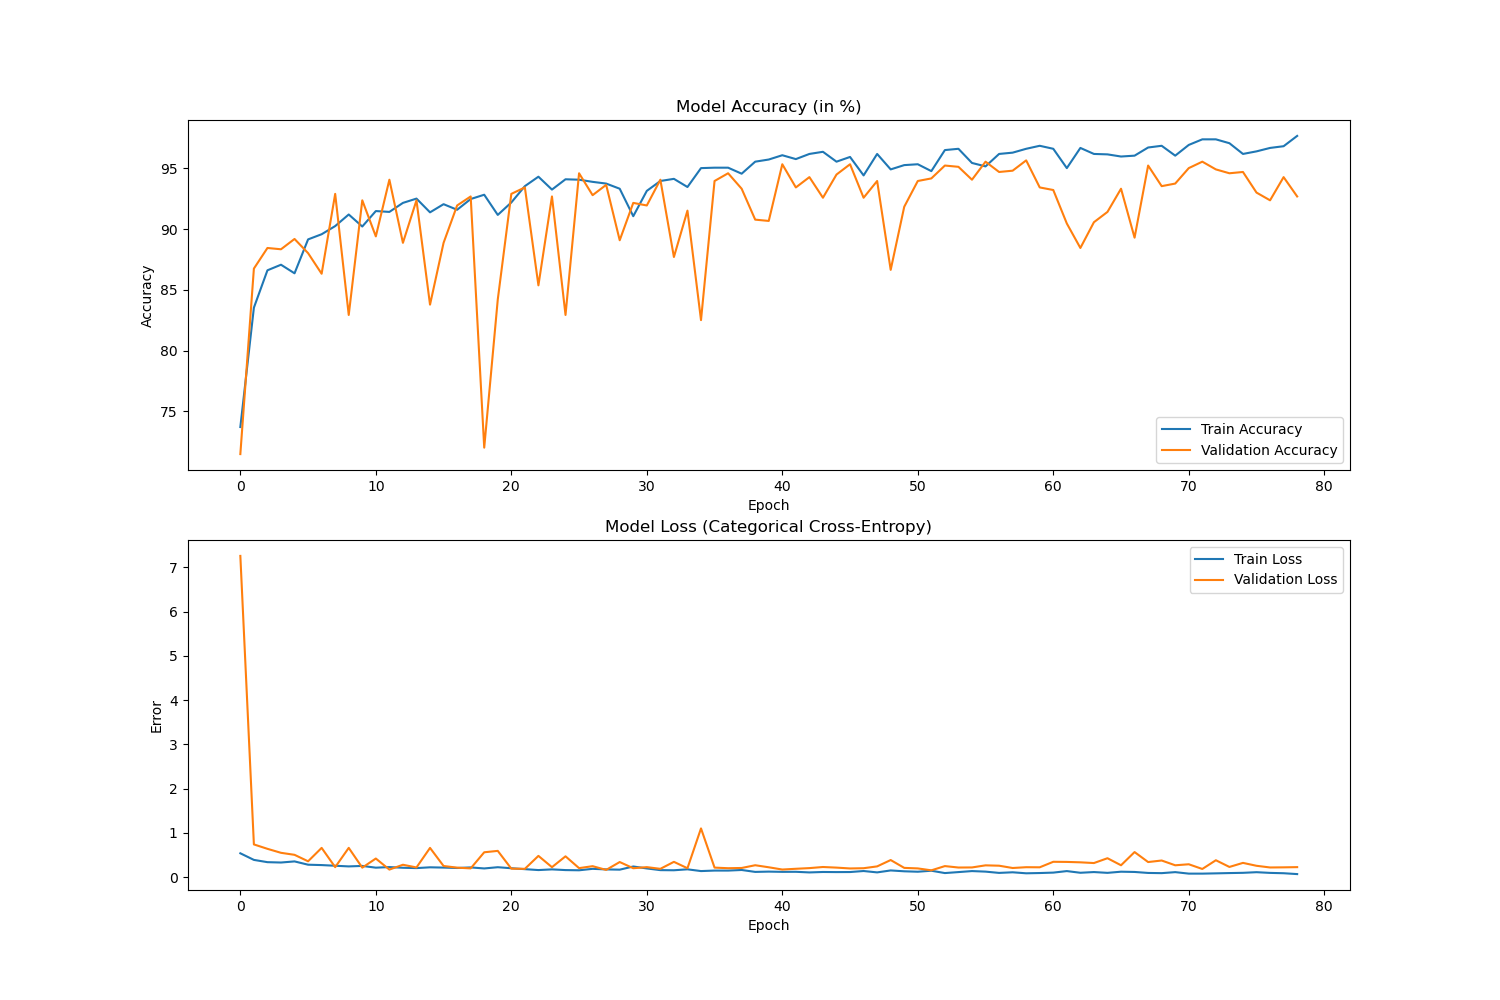 Model Accuracy (in %)
95
90
85
80
75
Accuracy
Train Accuracy
Validation Accuracy
0 10 20 30 40 50 60 70 80
Epoch
Model Loss (Categorical Cross-Entropy)
7
6
5
4
3
2
1
0
Error
Train Loss
Validation Loss
0 10 20 30 40 50 60 70 80
Epoch